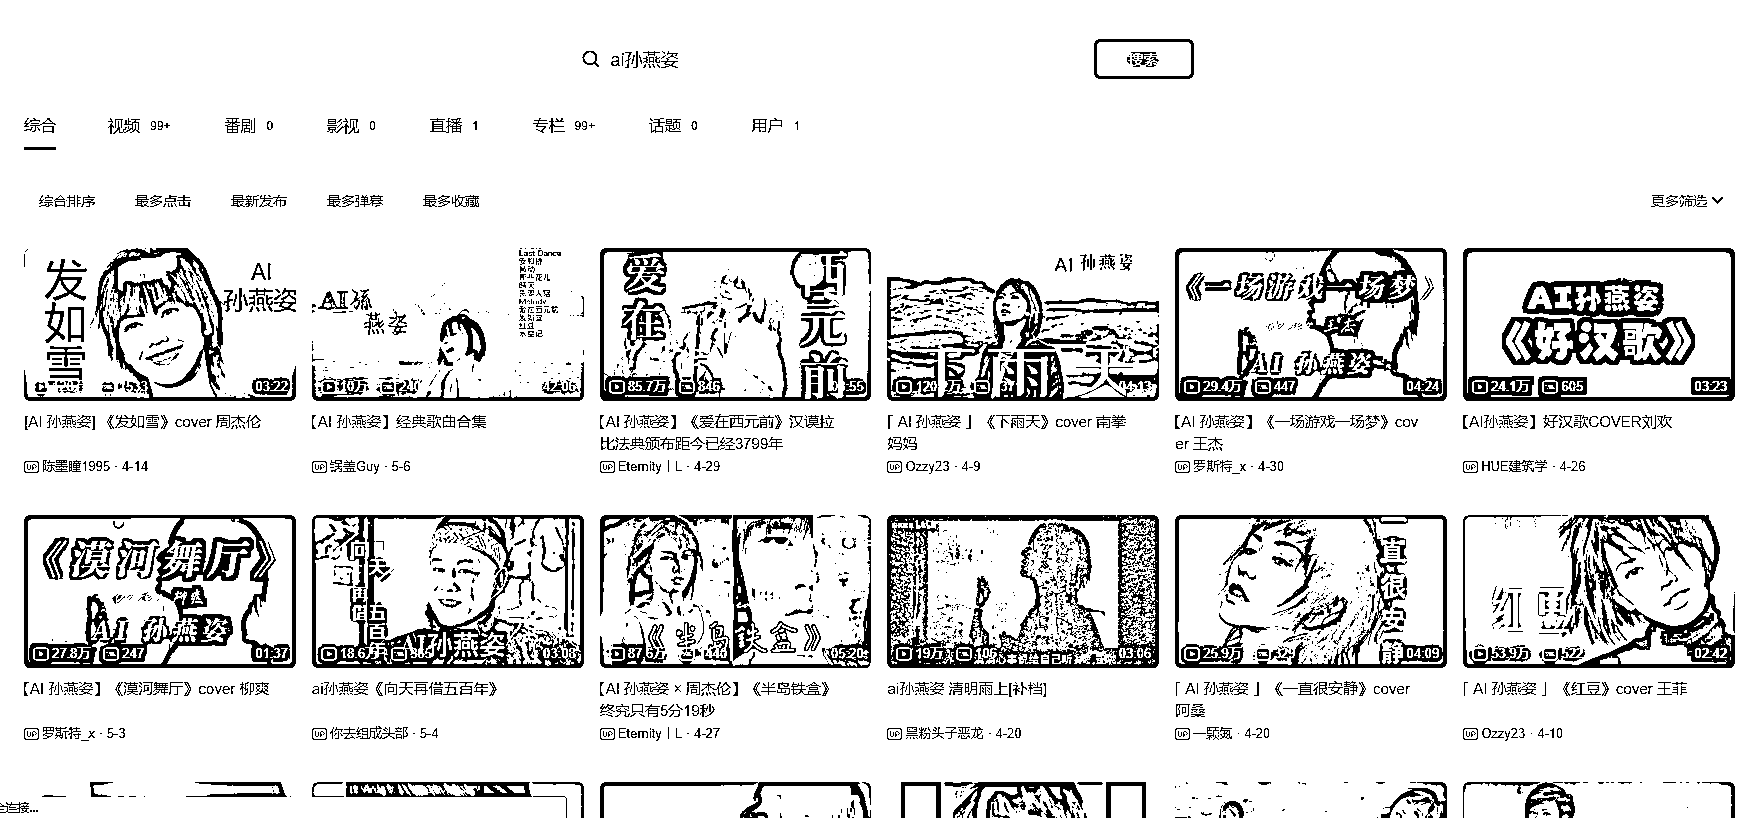 ai孙燕姿
搜索
综合 视频 99+ 番剧 0 影视 0 直播 1 专栏 99+ 话题 0 用户 1
综合排序 最多点击 最新发布 最多弹幕 最多收藏 更多筛选
发如雪
AI
孙燕姿
03:22
[AI 孙燕姿] 《发如雪》cover 周杰伦
陈墨瞳1995 · 4-14
AI孫
燕姿
Last Dance
42:06
【AI 孙燕姿】经典歌曲合集
锅盖Guy · 5-6
爱在
西元前
85.7万 846
【AI 孙燕姿】《爱在西元前》汉谟拉
比法典颁布距今已经3799年
Eternity丨L · 4-29
AI 孙燕姿
下雨天
04:13
「 AI 孙燕姿 」《下雨天》cover 南拳
妈妈
Ozzy23 · 4-9
《一场游戏一场梦》
AI 孙燕姿
29.4万 447 04:24
【AI 孙燕姿】《一场游戏一场梦》cov
er 王杰
罗斯特_x · 4-30
AI孙燕姿
《好汉歌》
24.1万 605 03:23
【AI孙燕姿】好汉歌COVER刘欢
HUE建筑学 · 4-26
《漠河舞厅》
AI 孙燕姿
27.8万 247 01:37
【AI 孙燕姿】《漠河舞厅》cover 柳爽
罗斯特_x · 5-3
AI孙燕姿
03:08
ai孙燕姿《向天再借五百年》
你去组成头部 · 5-4
《半岛铁盒》
05:20
【AI 孙燕姿 × 周杰伦】《半岛铁盒》
终究只有5分19秒
Eternity丨L · 4-27
19万 03:06
ai孙燕姿 清明雨上[补档]
黑粉头子恶龙 · 4-20
一直很安静
25.9万 04:09
「 AI 孙燕姿 」《一直很安静》cover
阿桑
一颗氮 · 4-20
红豆
53.9万 522 02:42
「 AI 孙燕姿 」《红豆》cover 王菲
Ozzy23 · 4-10
连接...